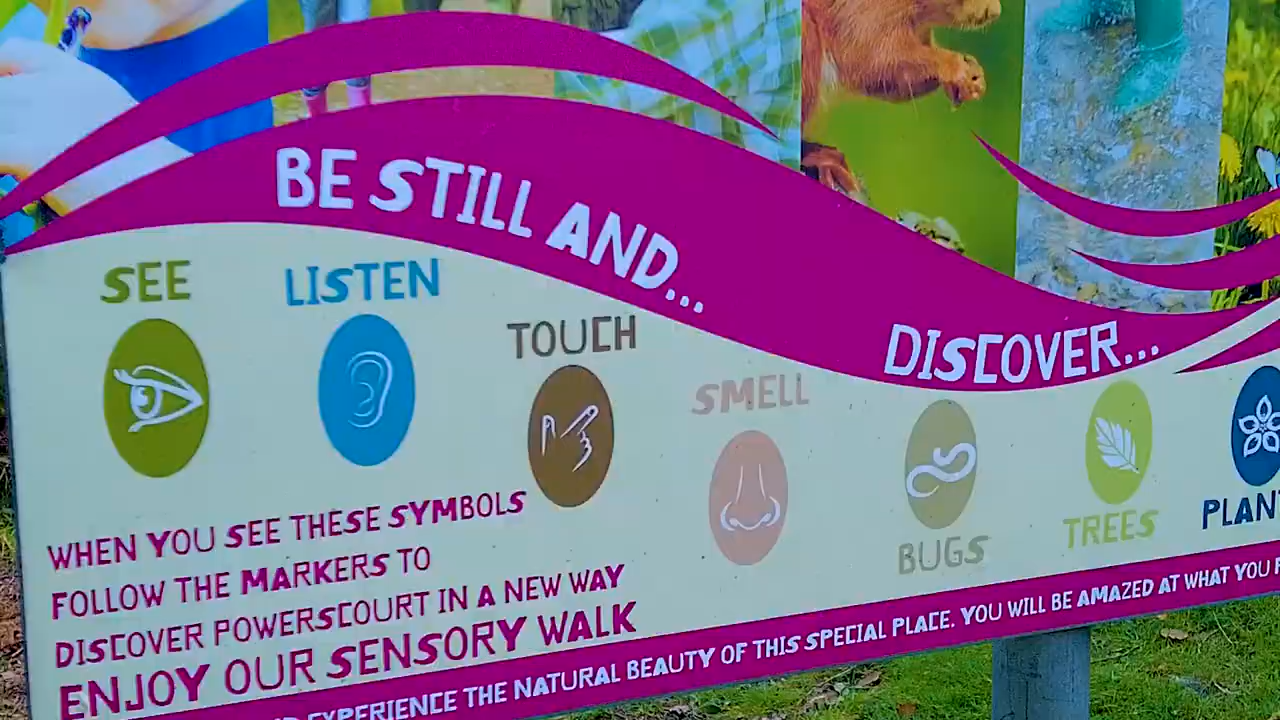 BE STILL AND...
SEE
LISTEN
TOUCH
SMELL
DISCOVER...
BUGS
TREES
WHEN YOU SEE THESE SYMBOLS
FOLLOW THE MARKERS TO
DISCOVER POWERSCOURT IN A NEW WAY
ENJOY OUR SENSORY WALK
EXPERIENCE THE NATURAL BEAUTY OF THIS SPECIAL PLACE. YOU WILL BE AMAZED AT WHAT YOU